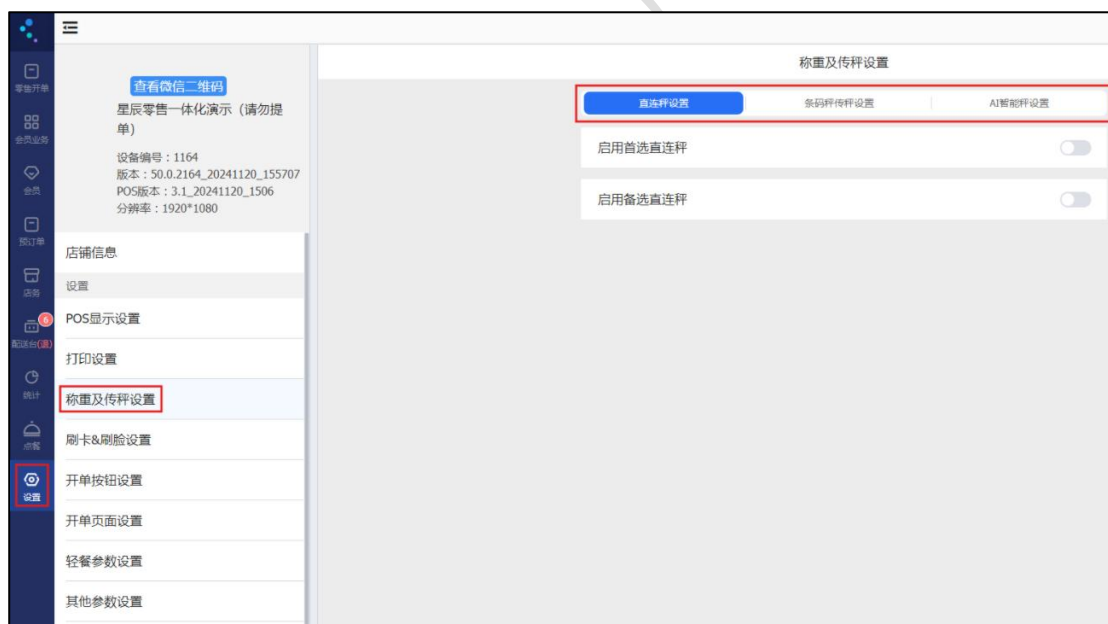 零售开单
会员业务
会员
预订单
店务
6
配送台(退)
统计
点餐
设置
查看微信二维码
星辰零售一体化演示（请勿提
单）
设备编号：1164
版本：50.0.2164_20241120_155707
POS版本：3.1_20241120_1506
分辨率：1920*1080
店铺信息
设置
POS显示设置
打印设置
称重及传秤设置
刷卡&刷脸设置
开单按钮设置
开单页面设置
轻餐参数设置
其他参数设置
称重及传秤设置
直连秤设置
条码秤传秤设置
AI智能秤设置
启用首选直连秤
启用备选直连秤